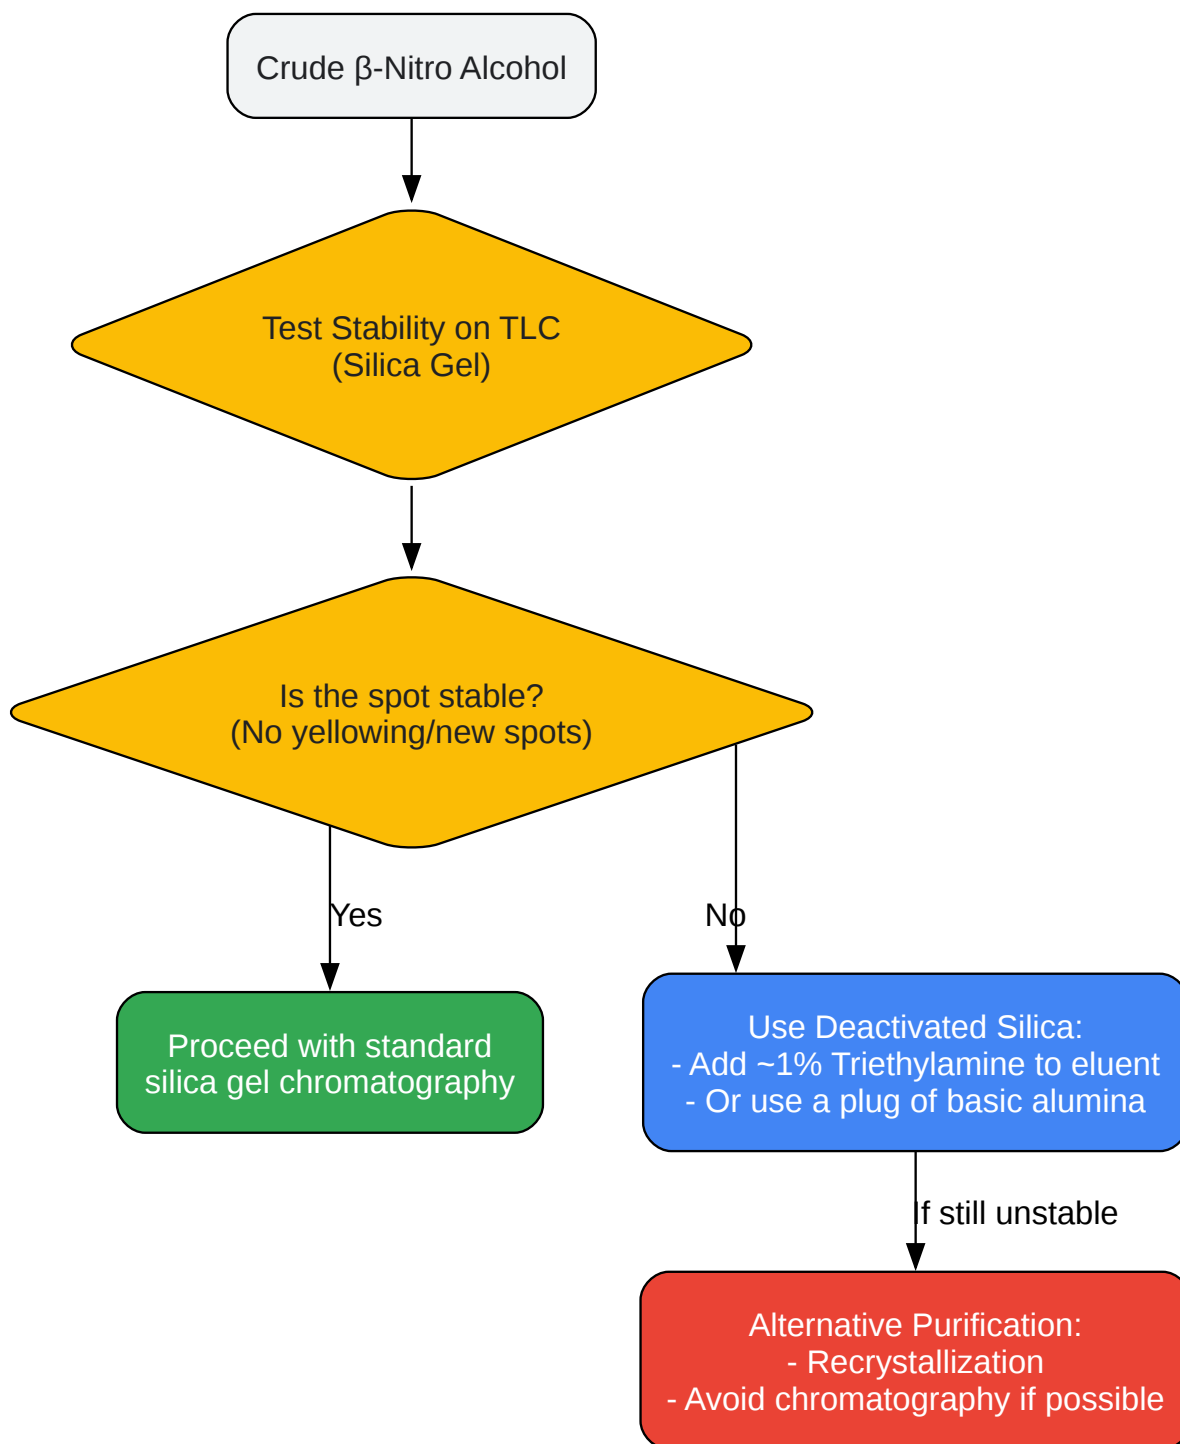 Crude β-Nitro Alcohol
Test Stability on TLC
(Silica Gel)
Is the spot stable?
(No yellowing/new spots)
Yes
No
Proceed with standard
silica gel chromatography
Use Deactivated Silica:
- Add ~1% Triethylamine to eluent
- Or use a plug of basic alumina
If still unstable
Alternative Purification:
- Recrystallization
- Avoid chromatography if possible